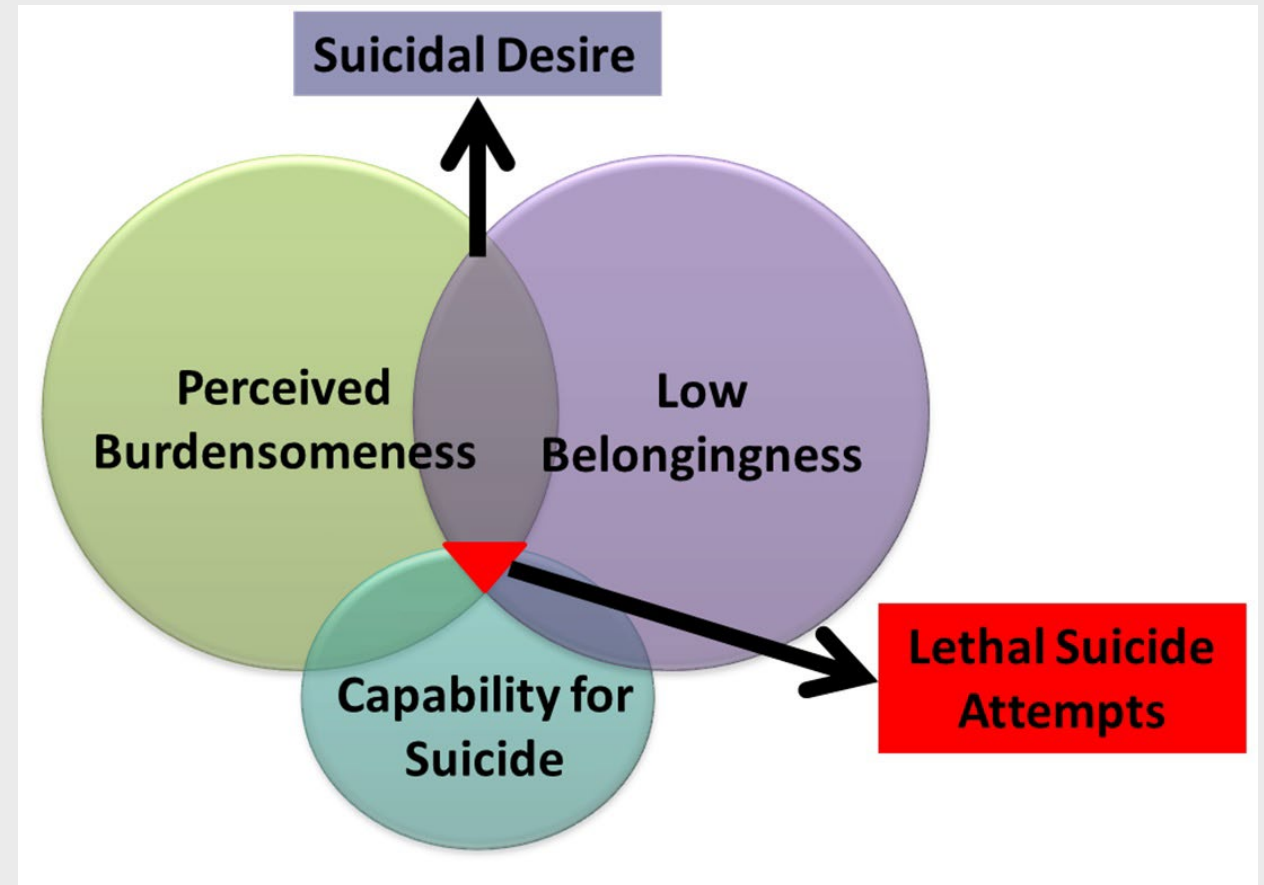 Suicidal Desire
Perceived
Burdensomeness
Low
Belongingness
Capability for
Suicide
Lethal Suicide
Attempts